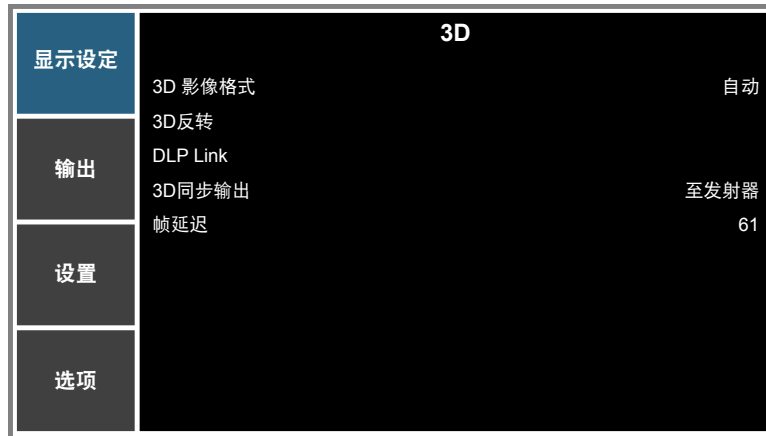 3D
显示设定
输出
设置
选项
3D 影像格式 自动
3D反转
DLP Link
3D同步输出 至发射器
帧延迟 61